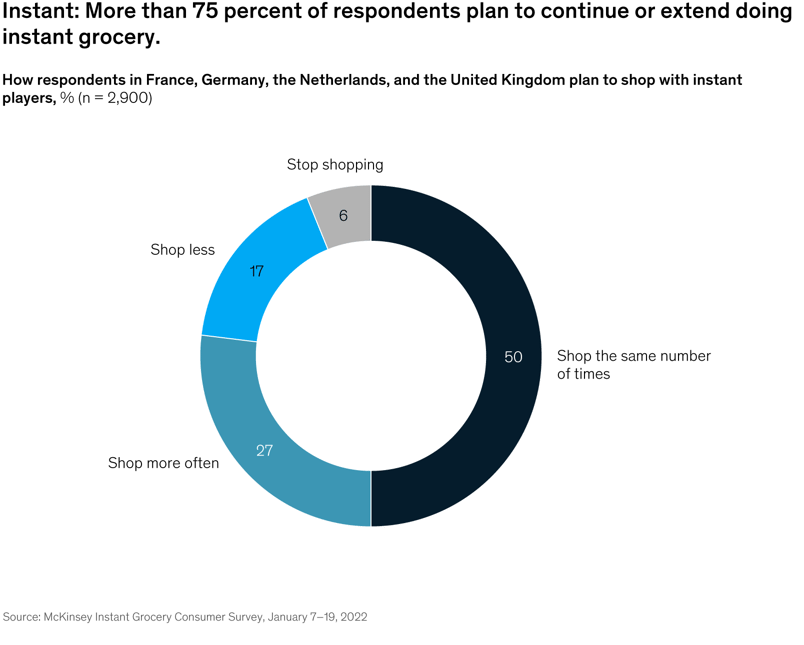 Instant: More than 75 percent of respondents plan to continue or extend doing
instant grocery.
How respondents in France, Germany, the Netherlands, and the United Kingdom plan to shop with instant
players, % (n = 2,900)
Stop shopping
6
Shop less
17
50
Shop the same number
of times
27
Shop more often
Source: McKinsey Instant Grocery Consumer Survey, January 7–19, 2022